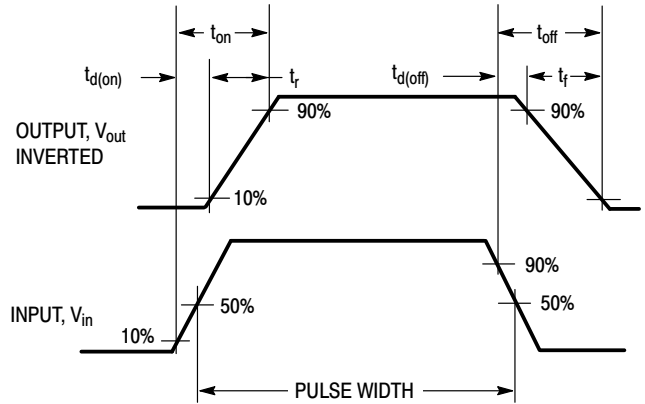 t_on
t_off
t_d(on)
t_r
t_d(off)
t_f
90%
90%
OUTPUT, V_out
INVERTED
10%
90%
50%
50%
INPUT, V_in
10%
PULSE WIDTH